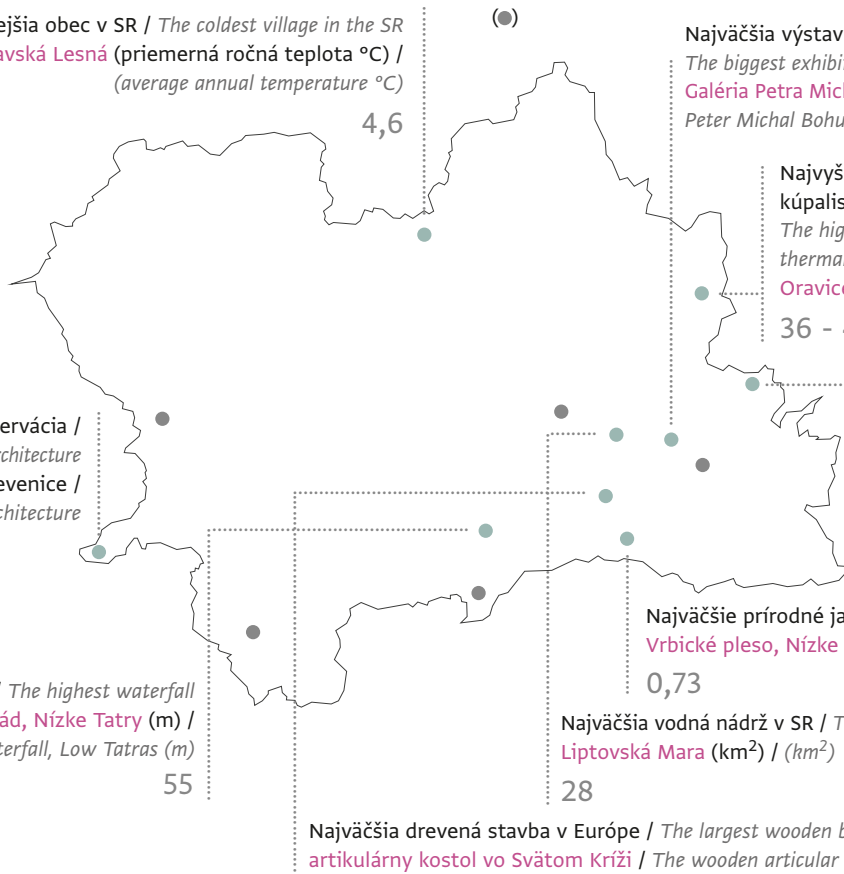 ejšia obec v SR / The coldest village in the SR
avská Lesná (priemerná ročná teplota °C) /
(average annual temperature °C)
4,6
Najväčšia výstav
The biggest exhibi
Galéria Petra Mich
Peter Michal Bohu
Najvyš
kúpalis
The hig
therma
Oravice
36 -
ervácia /
rchitecture
evenice /
chitecture
Najväčšie prírodné ja
Vrbické pleso, Nízke
0,73
/ The highest waterfall
ád, Nízke Tatry (m) /
terfall, Low Tatras (m)
55
Najväčšia vodná nádrž v SR / T
Liptovská Mara (km²) / (km²)
28
Najväčšia drevená stavba v Európe / The largest wooden b
artikulárny kostol vo Svätom Kríži / The wooden articular